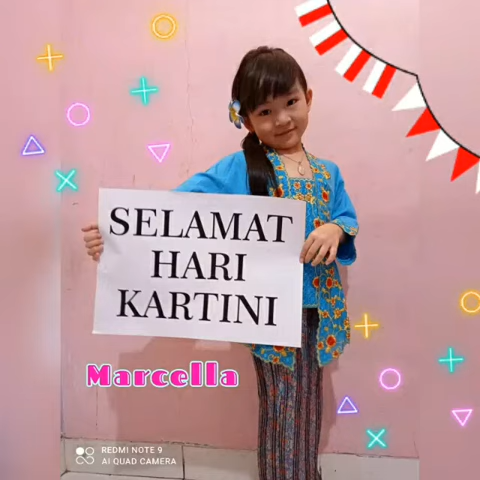 SELAMAT
HARI
KARTINI
Marcella
REDMI NOTE 9
AI QUAD CAMERA